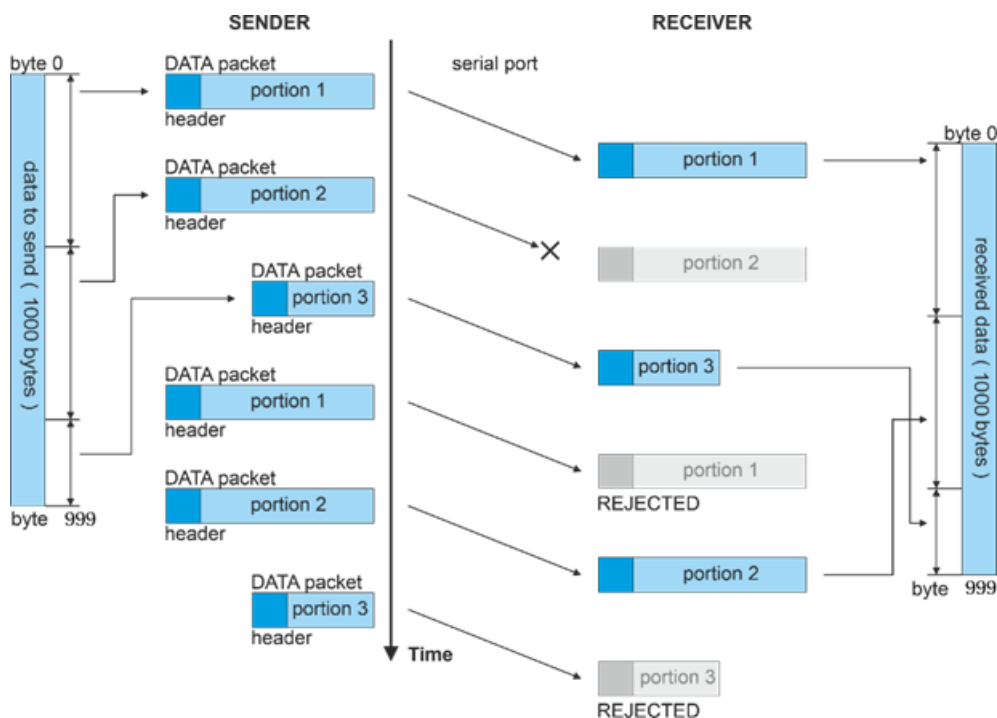 SENDER
RECEIVER
byte 0
DATA packet
serial port
portion 1
header
byte 0
portion 1
DATA packet
portion 2
header
data to send ( 1000 bytes )
received data ( 1000 bytes )
portion 2
DATA packet
portion 3
header
portion 3
DATA packet
portion 1
header
portion 1
REJECTED
DATA packet
portion 2
header
byte 999
portion 2
byte 999
DATA packet
portion 3
header
Time
portion 3
REJECTED